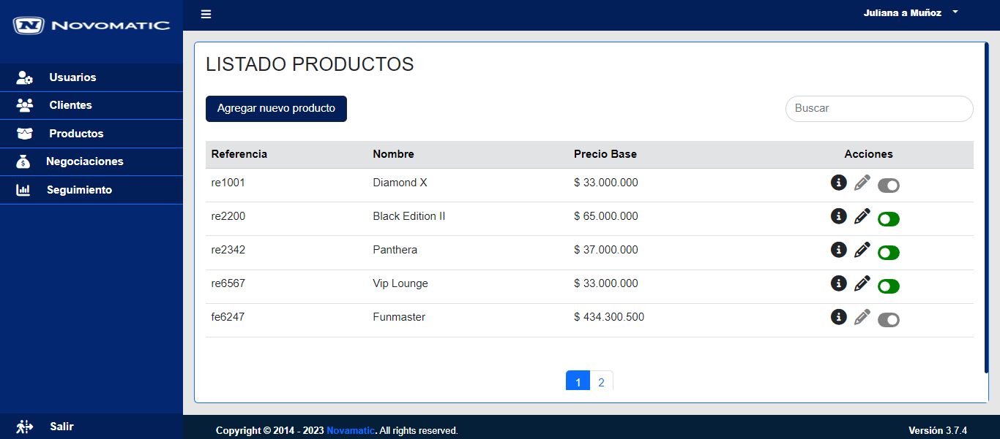 NOVOMATIC
Juliana a Muñoz
Usuarios
Clientes
Productos
Negociaciones
Seguimiento
Salir
LISTADO PRODUCTOS
Agregar nuevo producto
Buscar
Referencia Nombre Precio Base Acciones
re1001 Diamond X $ 33.000.000
re2200 Black Edition II $ 65.000.000
re2342 Panthera $ 37.000.000
re6567 Vip Lounge $ 33.000.000
fe6247 Funmaster $ 434.300.500
1 2
Copyright © 2014 - 2023 Novamatic. All rights reserved. Versión 3.7.4